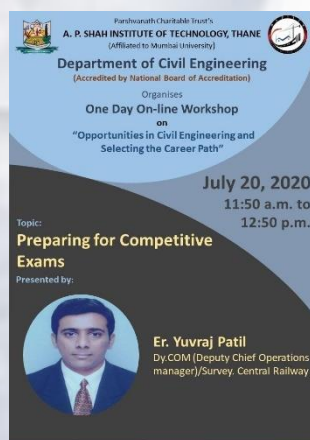 Parshvanath Charitable Trust's
A. P. SHAH INSTITUTE OF TECHNOLOGY, THANE
(Affiliated to Mumbai University)
Department of Civil Engineering
(Accredited by National Board of Accreditation)
Organises
One Day On-line Workshop
on
"Opportunities in Civil Engineering and
Selecting the Career Path"
July 20, 2020
11:50 a.m. to
12:50 p.m.
Topic:
Preparing for Competitive
Exams
Presented by:
Er. Yuvraj Patil
Dy.COM (Deputy Chief Operations
manager)/Survey. Central Railway